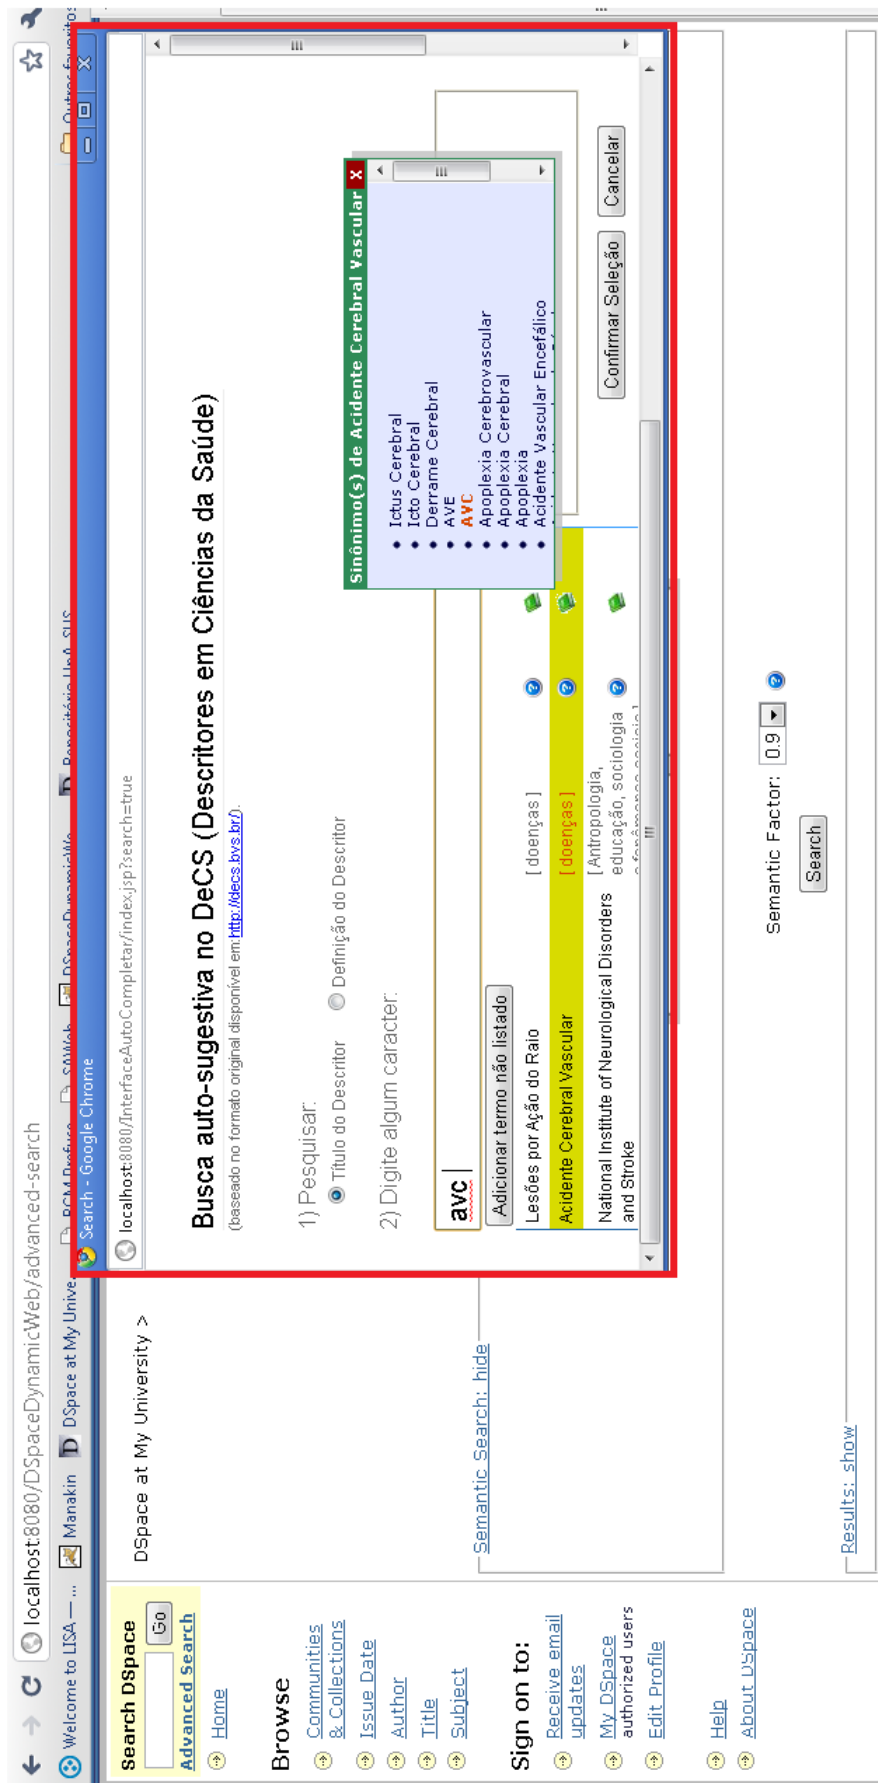 localhost:8080/DSpaceDynamicWeb/advanced-search
Welcome to LISA — ...
Manakin
DSpace at My Unive
Outros favoritos
Search DSpace
Go
Advanced Search
Home
Browse
Communities
& Collections
Issue Date
Author
Title
Subject
Sign on to:
Receive email
updates
My DSpace
authorized users
Edit Profile
Help
About DSpace
DSpace at My University >
Semantic Search: hide
Search - Google Chrome
localhost:8080/InterfaceAutoCompletar/index.jsp?search=true
Busca auto-sugestiva no DeCS (Descritores em Ciências da Saúde)
(baseado no formato original disponível em:http://decs.bvs.br/).
1) Pesquisar:
Título do Descritor Definição do Descritor
2) Digite algum caracter:
avc
Adicionar termo não listado
Lesões por Ação do Raio [ doenças ]
Acidente Cerebral Vascular [ doenças ]
National Institute of Neurological Disorders
and Stroke
[ Antropologia,
educação, sociologia
Sinônimo(s) de Acidente Cerebral Vascular X
Ictus Cerebral
Icto Cerebral
Derrame Cerebral
AVE
AVC
Apoplexia Cerebrovascular
Apoplexia Cerebral
Apoplexia
Acidente Vascular Encefálico
Confirmar Seleção Cancelar
Semantic Factor: 0.9
Search
Results: show